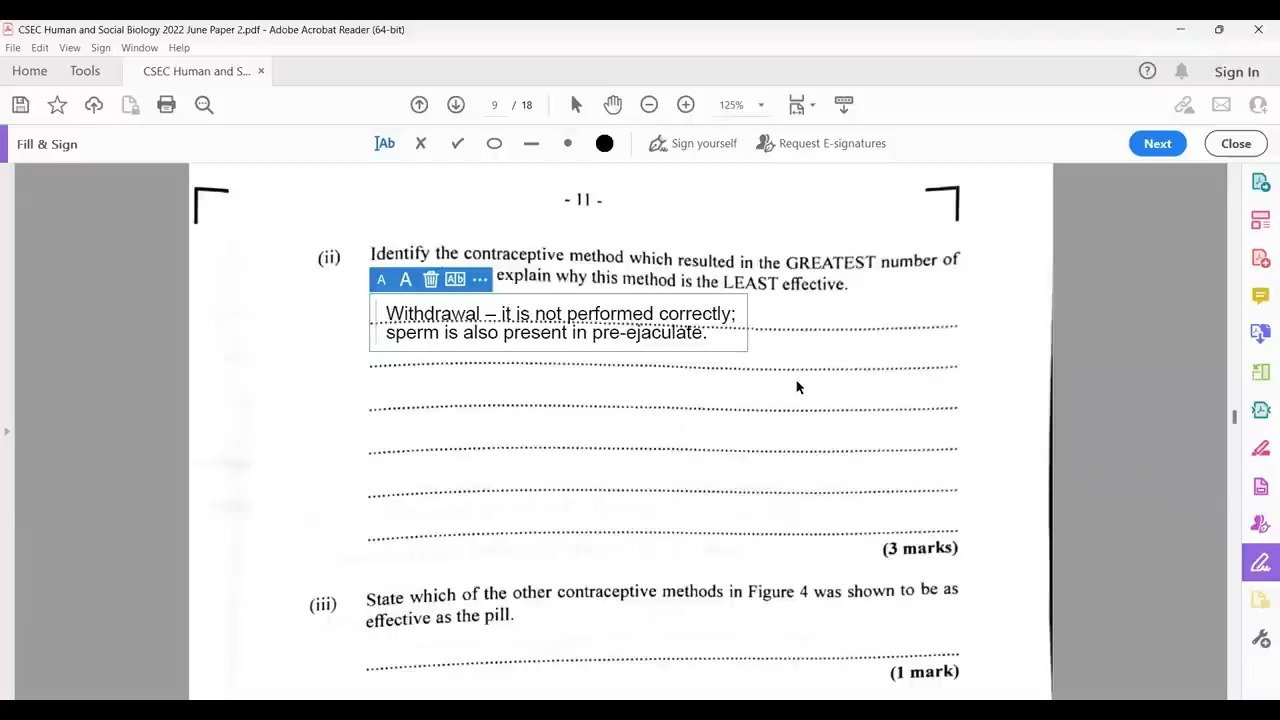 CSEC Human and Social Biology 2022 June Paper 2.pdf - Adobe Acrobat Reader (64-bit)
File Edit View Sign Window Help
Home Tools CSEC Human and S... × Sign In
9 / 18 125%
Fill & Sign Ab Sign yourself Request E-signatures Next Close
- 11 -
(ii) Identify the contraceptive method which resulted in the GREATEST number of
A A Ab ... explain why this method is the LEAST effective.
Withdrawal – it is not performed correctly;
sperm is also present in pre-ejaculate.
(3 marks)
(iii) State which of the other contraceptive methods in Figure 4 was shown to be as
effective as the pill.
(1 mark)